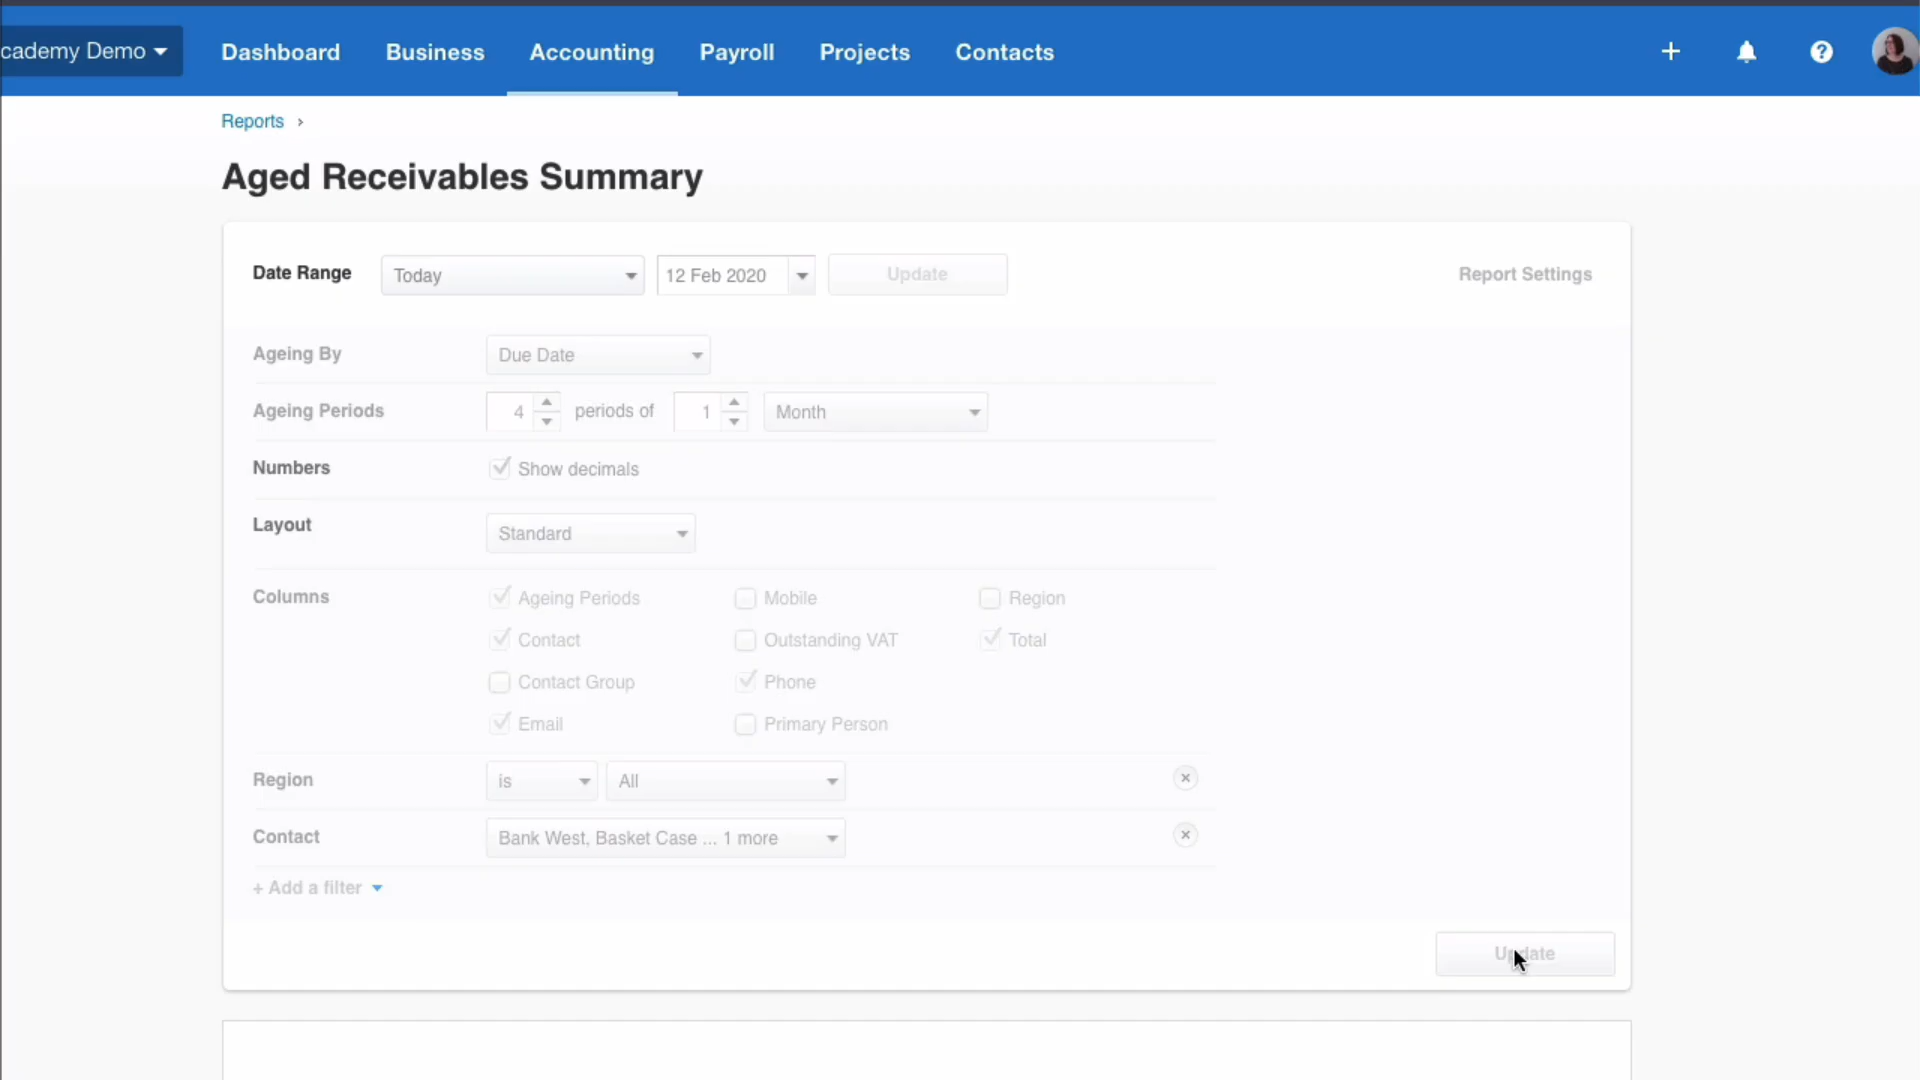 cademy Demo
Dashboard Business Accounting Payroll Projects Contacts
Reports ›
Aged Receivables Summary
Date Range Today 12 Feb 2020 Update Report Settings
Ageing By Due Date
Ageing Periods 4 periods of 1 Month
Numbers Show decimals
Layout Standard
Columns Ageing Periods Mobile Region
Contact Outstanding VAT Total
Contact Group Phone
Email Primary Person
Region is All
Contact Bank West, Basket Case ... 1 more
+ Add a filter
Update